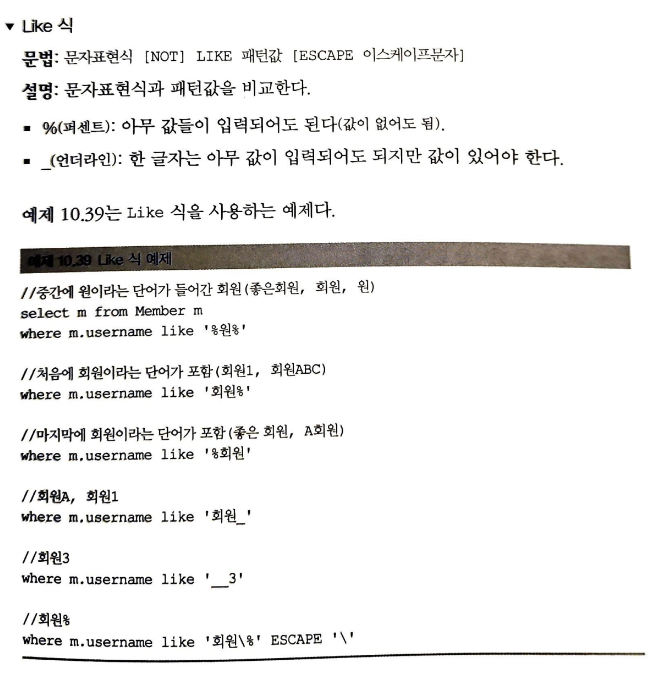 ▼ Like 식
문법: 문자표현식 [NOT] LIKE 패턴값 [ESCAPE 이스케이프문자]
설명: 문자표현식과 패턴값을 비교한다.
▪ %(퍼센트): 아무 값들이 입력되어도 된다(값이 없어도 됨).
▪ _(언더라인): 한 글자는 아무 값이 입력되어도 되지만 값이 있어야 한다.
예제 10.39는 Like 식을 사용하는 예제다.
예제 10.39 Like 식 예제
//중간에 원이라는 단어가 들어간 회원(좋은회원, 회원, 원)
select m from Member m
where m.username like '%원%'
//처음에 회원이라는 단어가 포함(회원1, 회원ABC)
where m.username like '회원%'
//마지막에 회원이라는 단어가 포함(좋은 회원, A회원)
where m.username like '%회원'
//회원A, 회원1
where m.username like '회원_'
//회원3
where m.username like '__3'
//회원%
where m.username like '회원\%' ESCAPE '\'